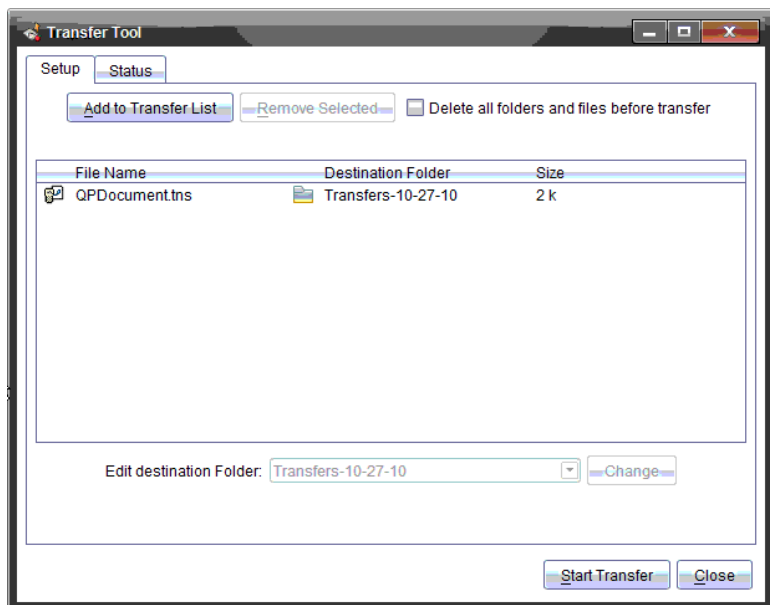 Transfer Tool
Setup Status
Add to Transfer List Remove Selected Delete all folders and files before transfer
File Name Destination Folder Size
QPDocument.tns Transfers-10-27-10 2 k
Edit destination Folder: Transfers-10-27-10 Change
Start Transfer Close